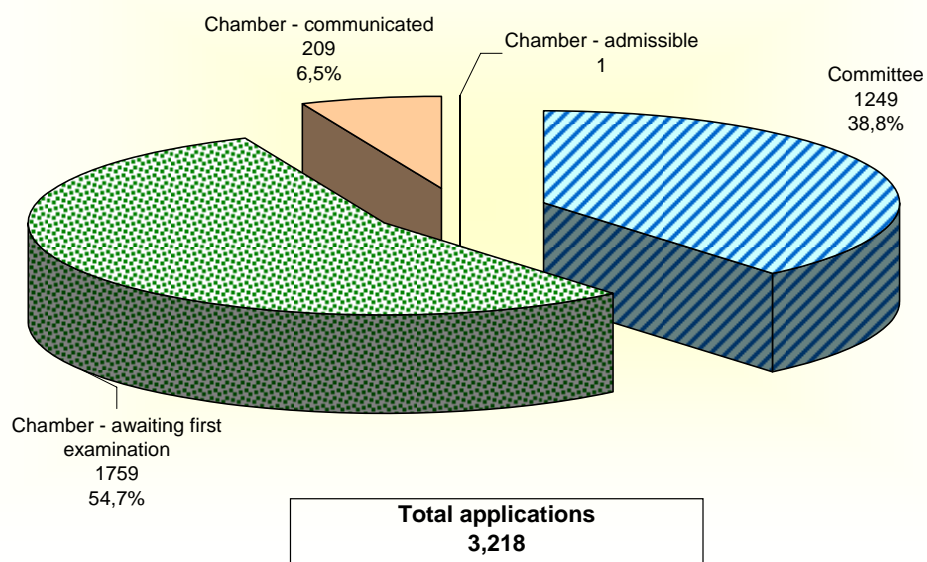 Chamber - communicated
209
6,5%
Chamber - admissible
1
Committee
1249
38,8%
Chamber - awaiting first
examination
1759
54,7%
Total applications
3,218